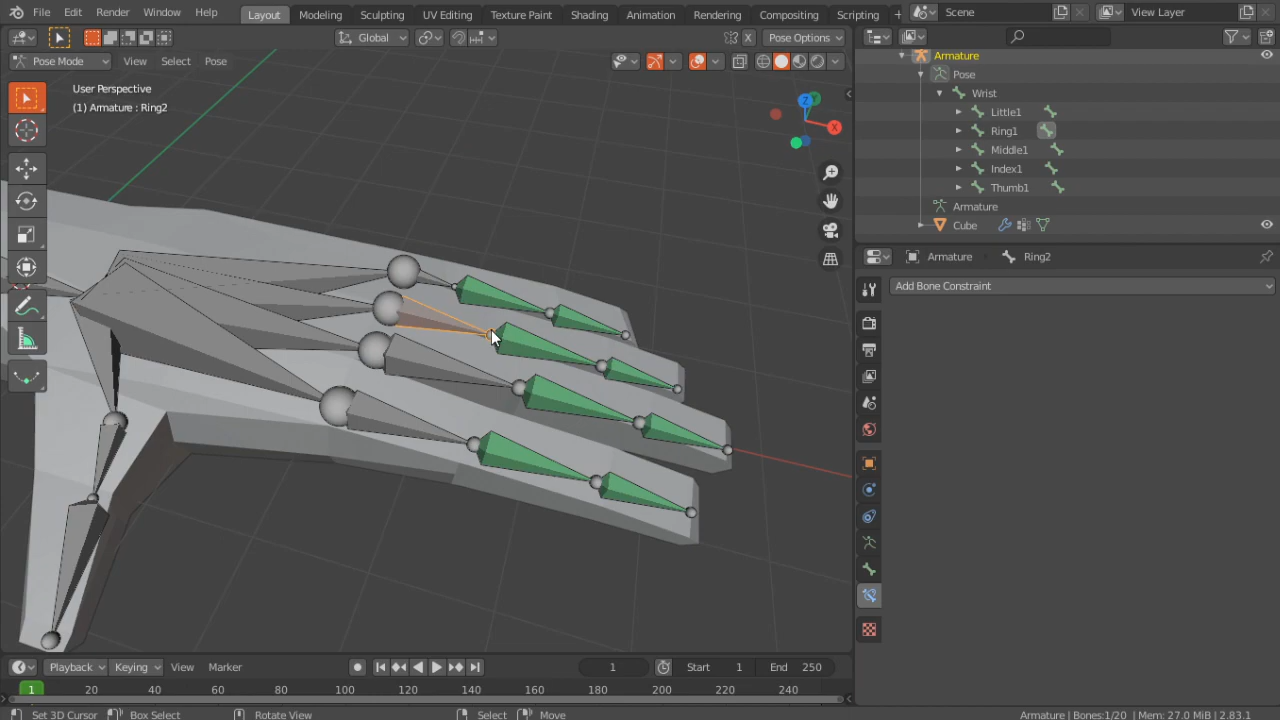 File Edit Render Window Help Layout Modeling Sculpting UV Editing Texture Paint Shading Animation Rendering Compositing Scripting + Scene View Layer
Global X Pose Options
Pose Mode View Select Pose
User Perspective
(1) Armature : Ring2
Z
X
Armature
Pose
Wrist
Little1
Ring1
Middle1
Index1
Thumb1
Armature
Cube
Armature Ring2
Add Bone Constraint
Playback Keying View Marker 1 Start 1 End 250
1 20 40 60 80 100 120 140 160 180 200 220 240
Set 3D Cursor Box Select Rotate View Select Move Armature | Bones:1/20 | Mem: 27.0 MiB | 2.83.1